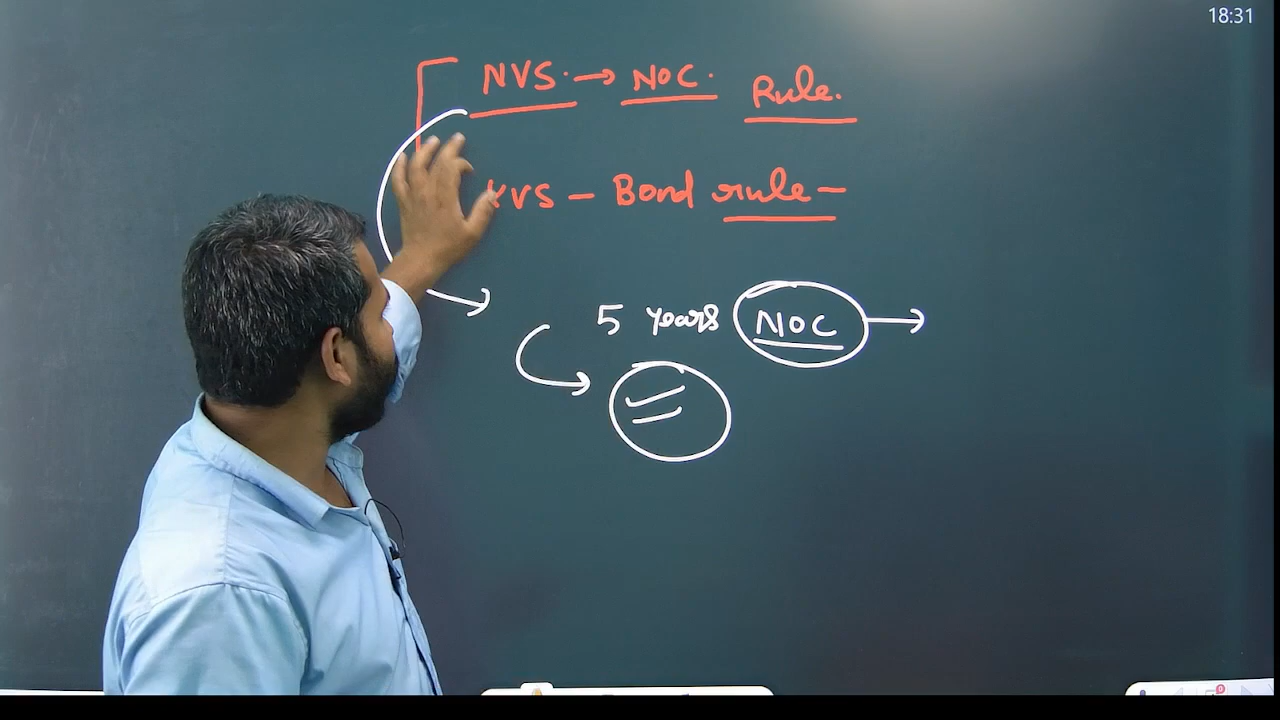 18:31
NVS. → NOC. Rule.
KVS - Bond rule -
5 years NOC →